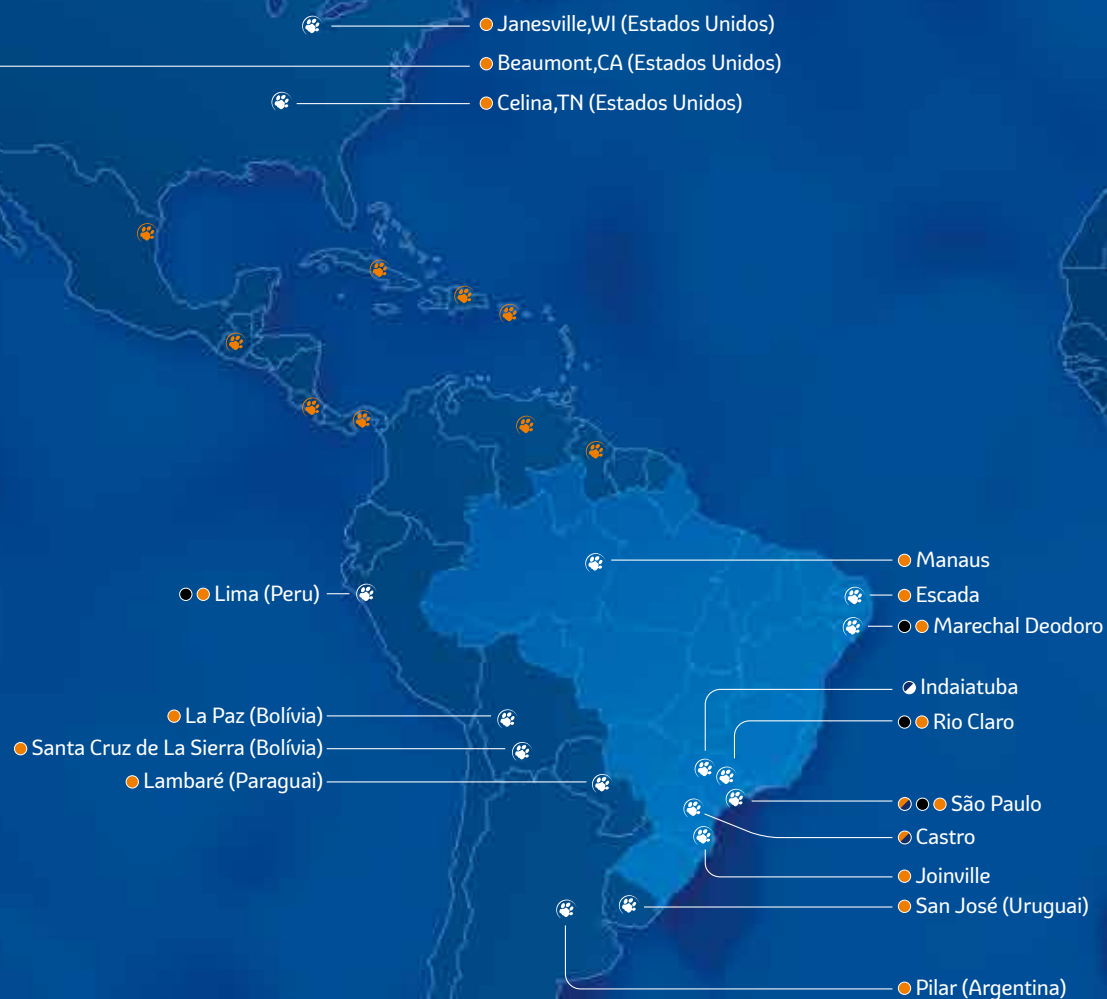 Janesville,WI (Estados Unidos)
Beaumont,CA (Estados Unidos)
Celina,TN (Estados Unidos)
Manaus
Lima (Peru)
Escada
Marechal Deodoro
Indaiatuba
La Paz (Bolívia)
Rio Claro
Santa Cruz de La Sierra (Bolívia)
Lambaré (Paraguai)
São Paulo
Castro
Joinville
San José (Uruguai)
Pilar (Argentina)